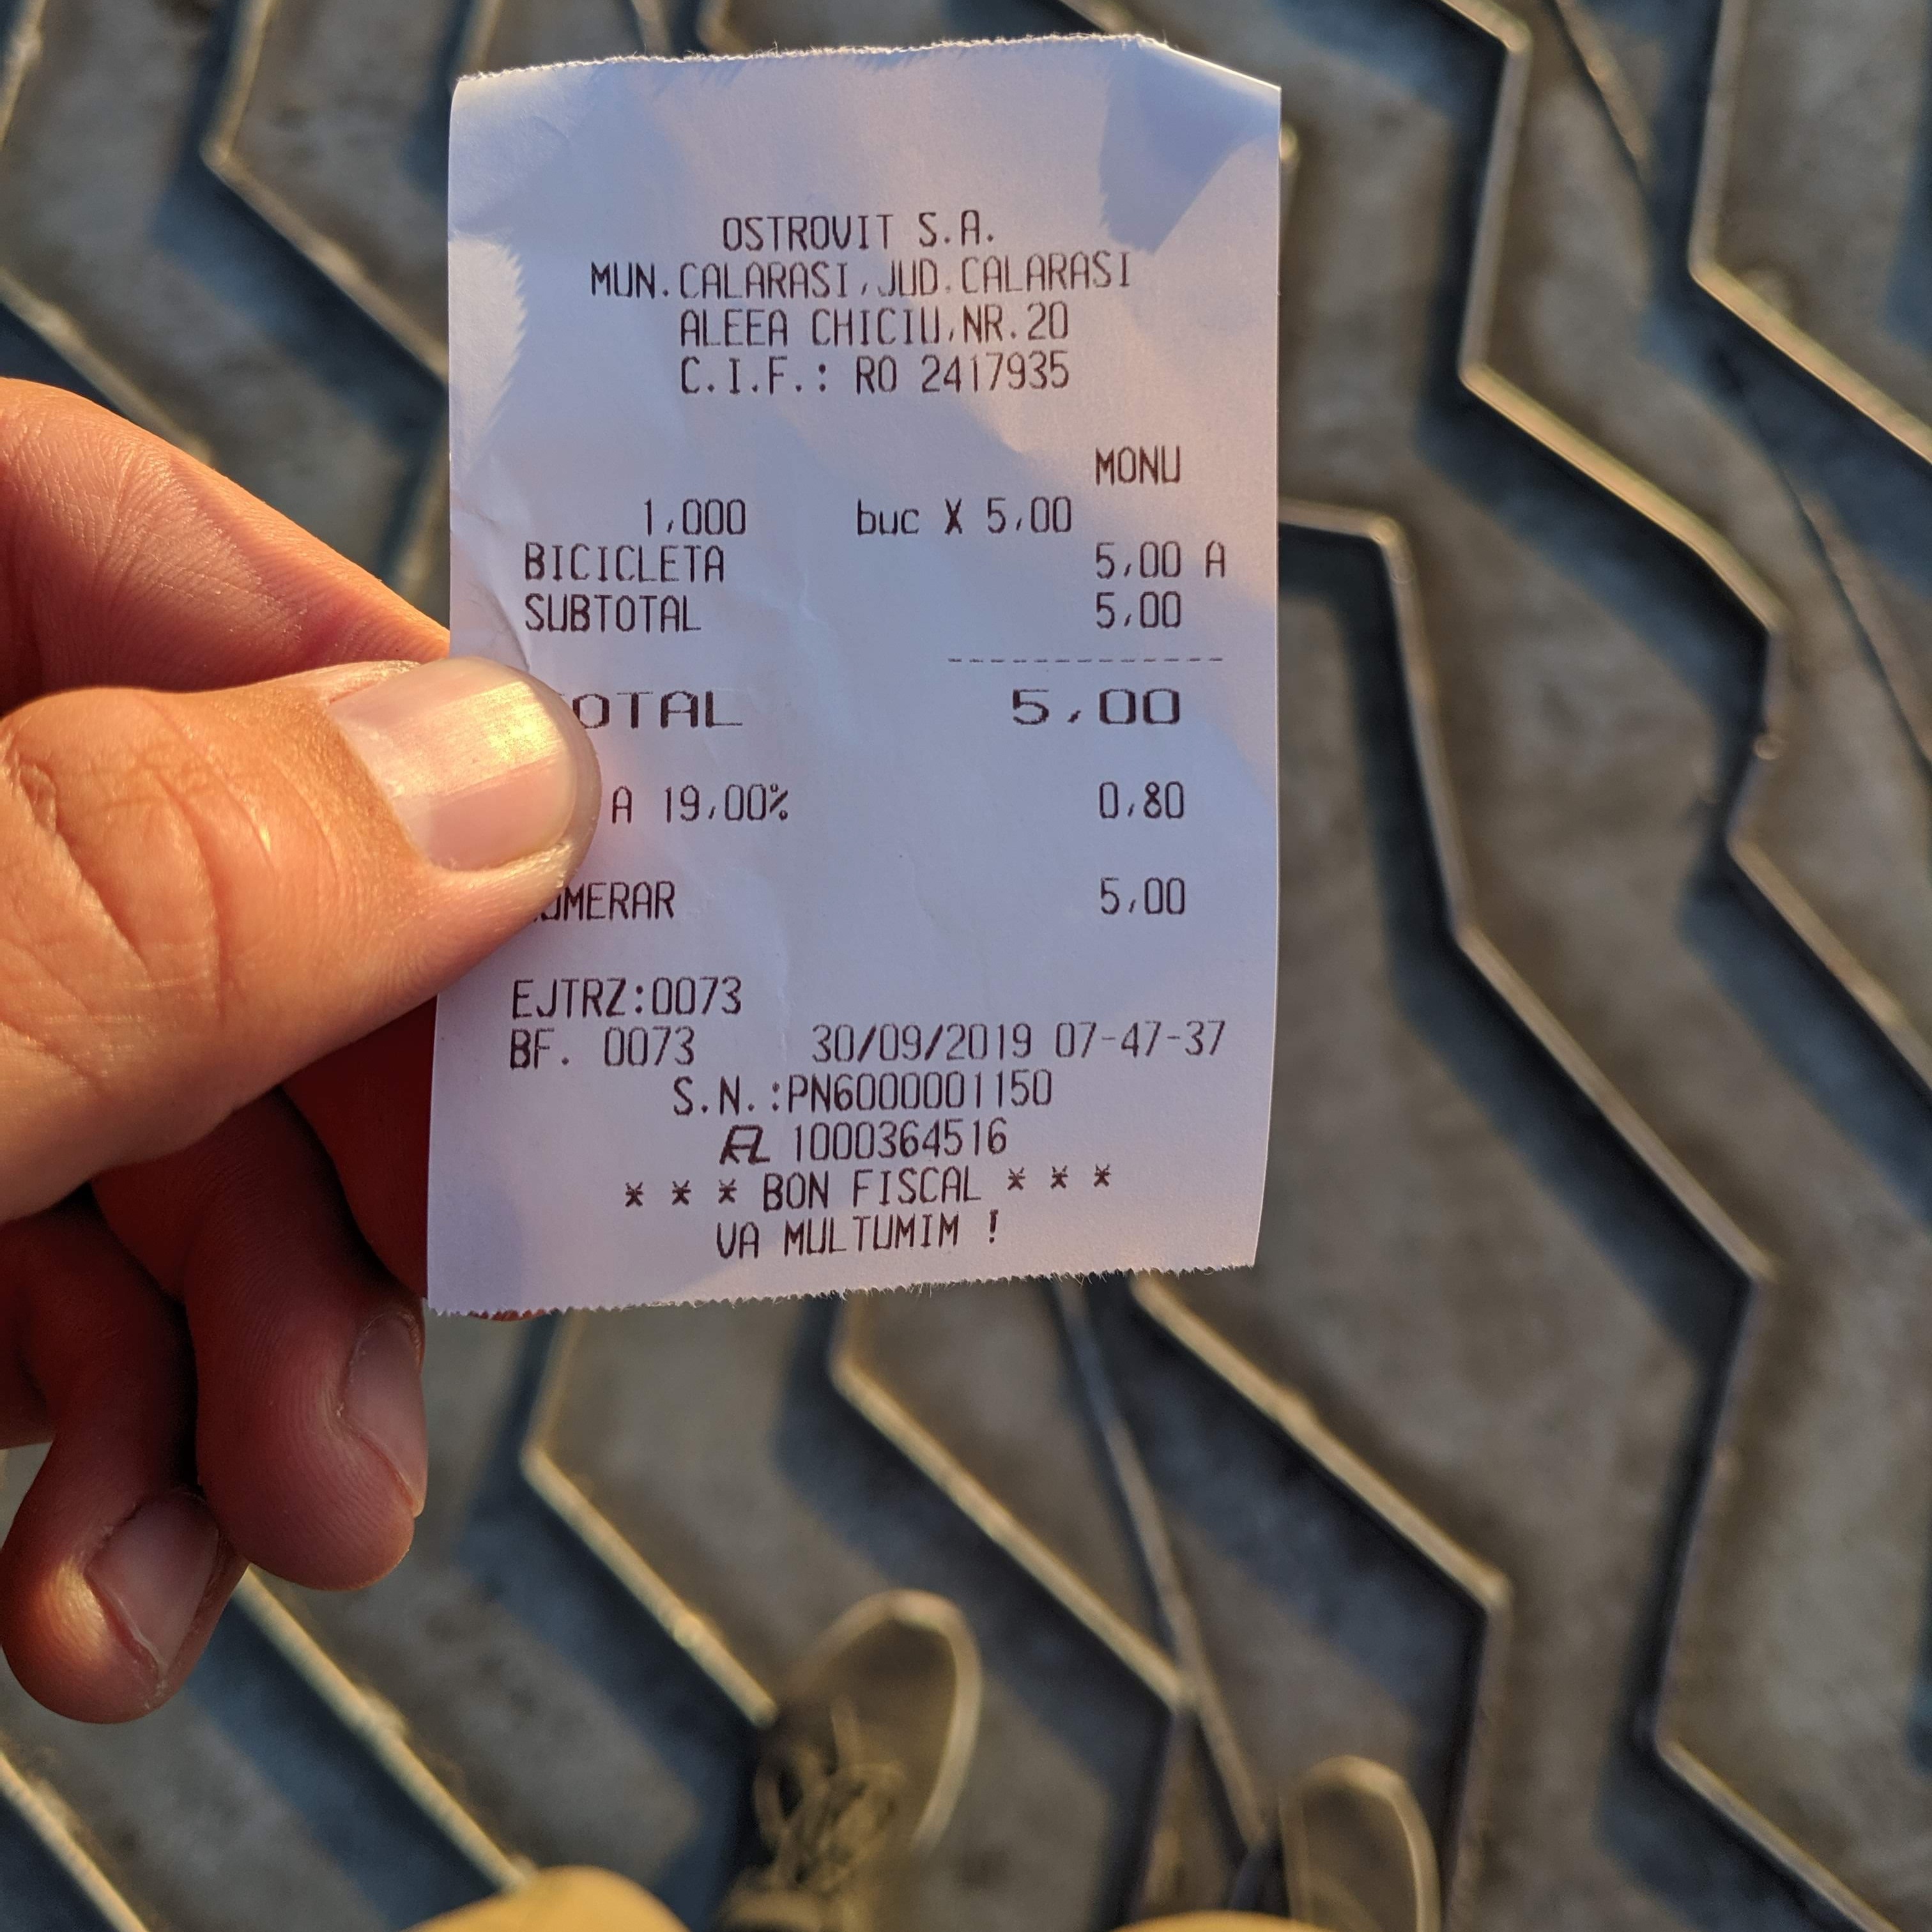 OSTROVIT S.A.
MUN.CALARASI,JUD.CALARASI
ALEEA CHICIU,NR.20
C.I.F.: RO 2417935
MONU
1,000 buc X 5,00
BICICLETA 5,00 A
SUBTOTAL 5,00
OTAL 5,00
A 19,00% 0,80
UMERAR 5,00
EJTRZ:0073
BF. 0073 30/09/2019 07-47-37
S.N.:PN6000001150
1000364516
* * * BON FISCAL * * *
VA MULTUMIM !